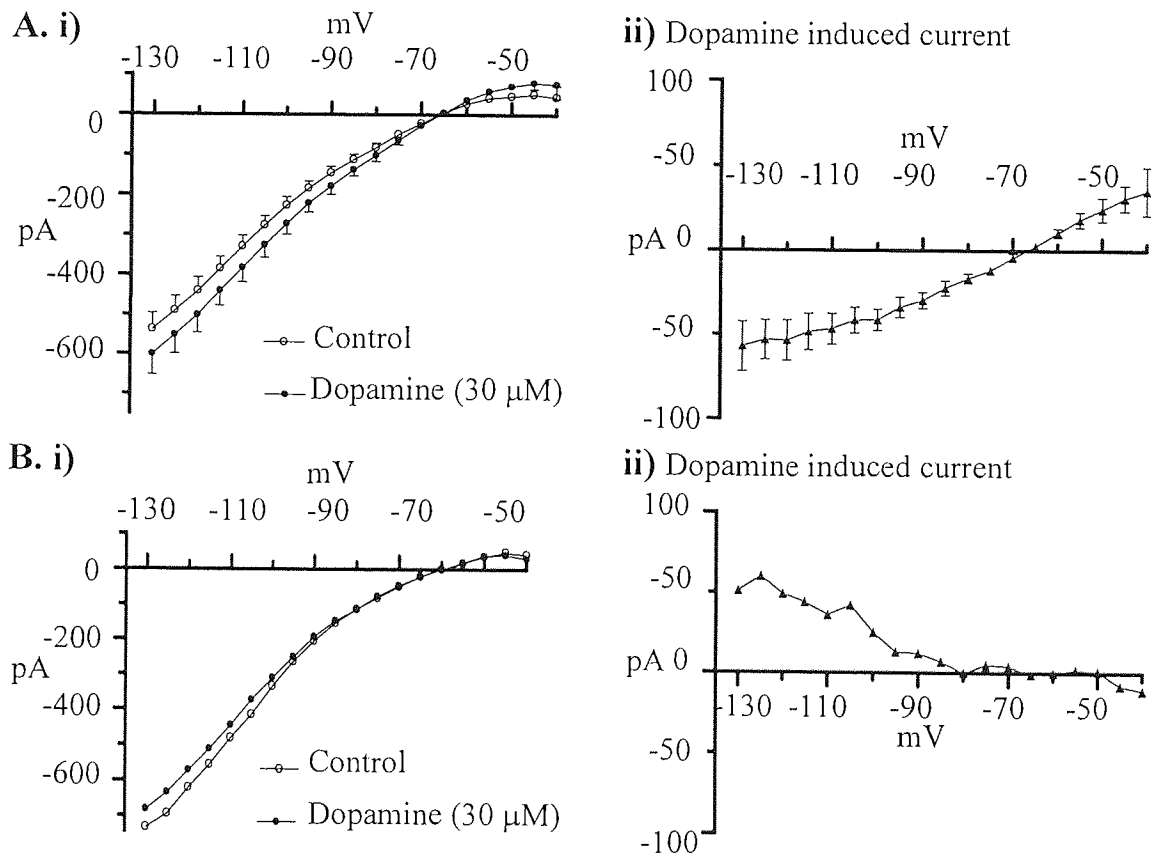 A. i)
mV
-130 -110 -90 -70 -50
0
-200
pA
-400
-600
Control
Dopamine (30 µM)
ii) Dopamine induced current
100
-50
mV
-130 -110 -90 -70 -50
pA 0
-50
-100
B. i)
mV
-130 -110 -90 -70 -50
0
-200
pA
-400
-600
Control
Dopamine (30 µM)
ii) Dopamine induced current
100
-50
pA 0
-130 -110 -90 -70 -50
mV
-50
-100